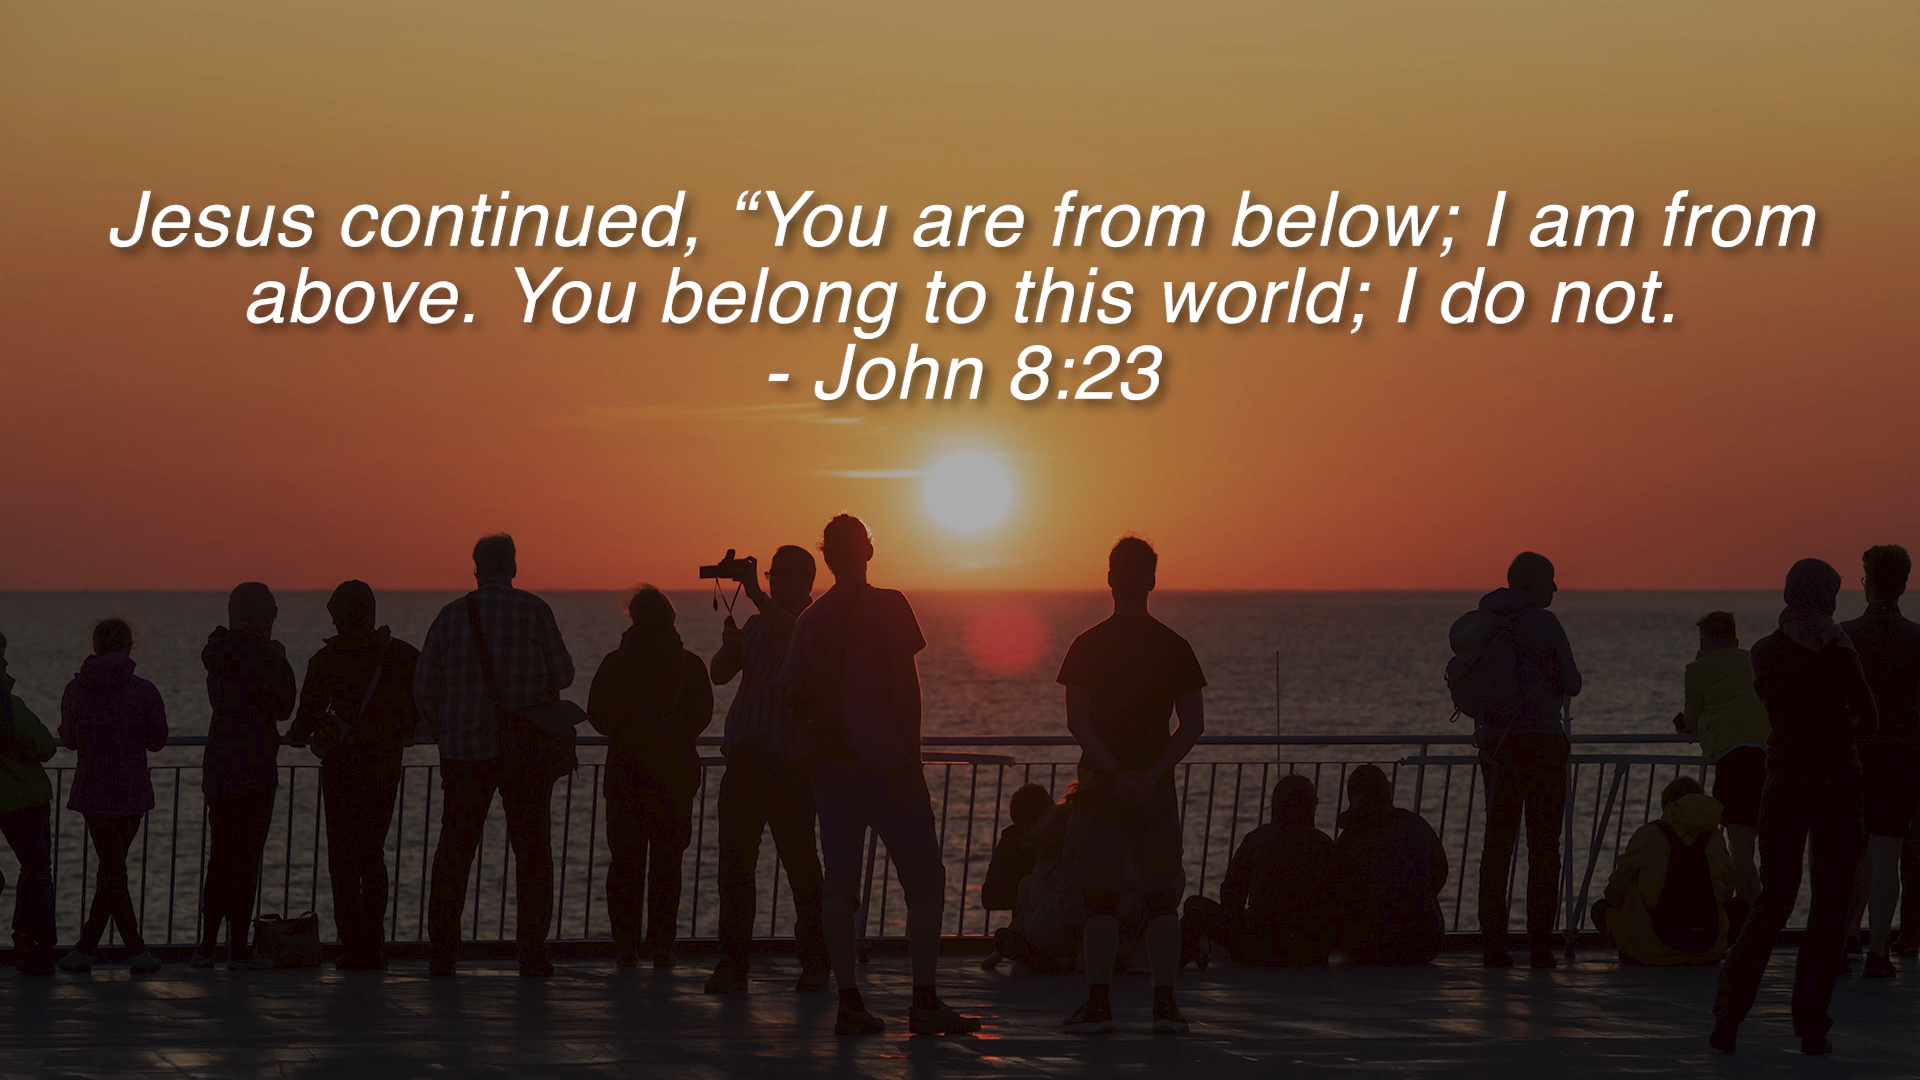 Jesus continued, “You are from below; I am from
above. You belong to this world; I do not.
- John 8:23